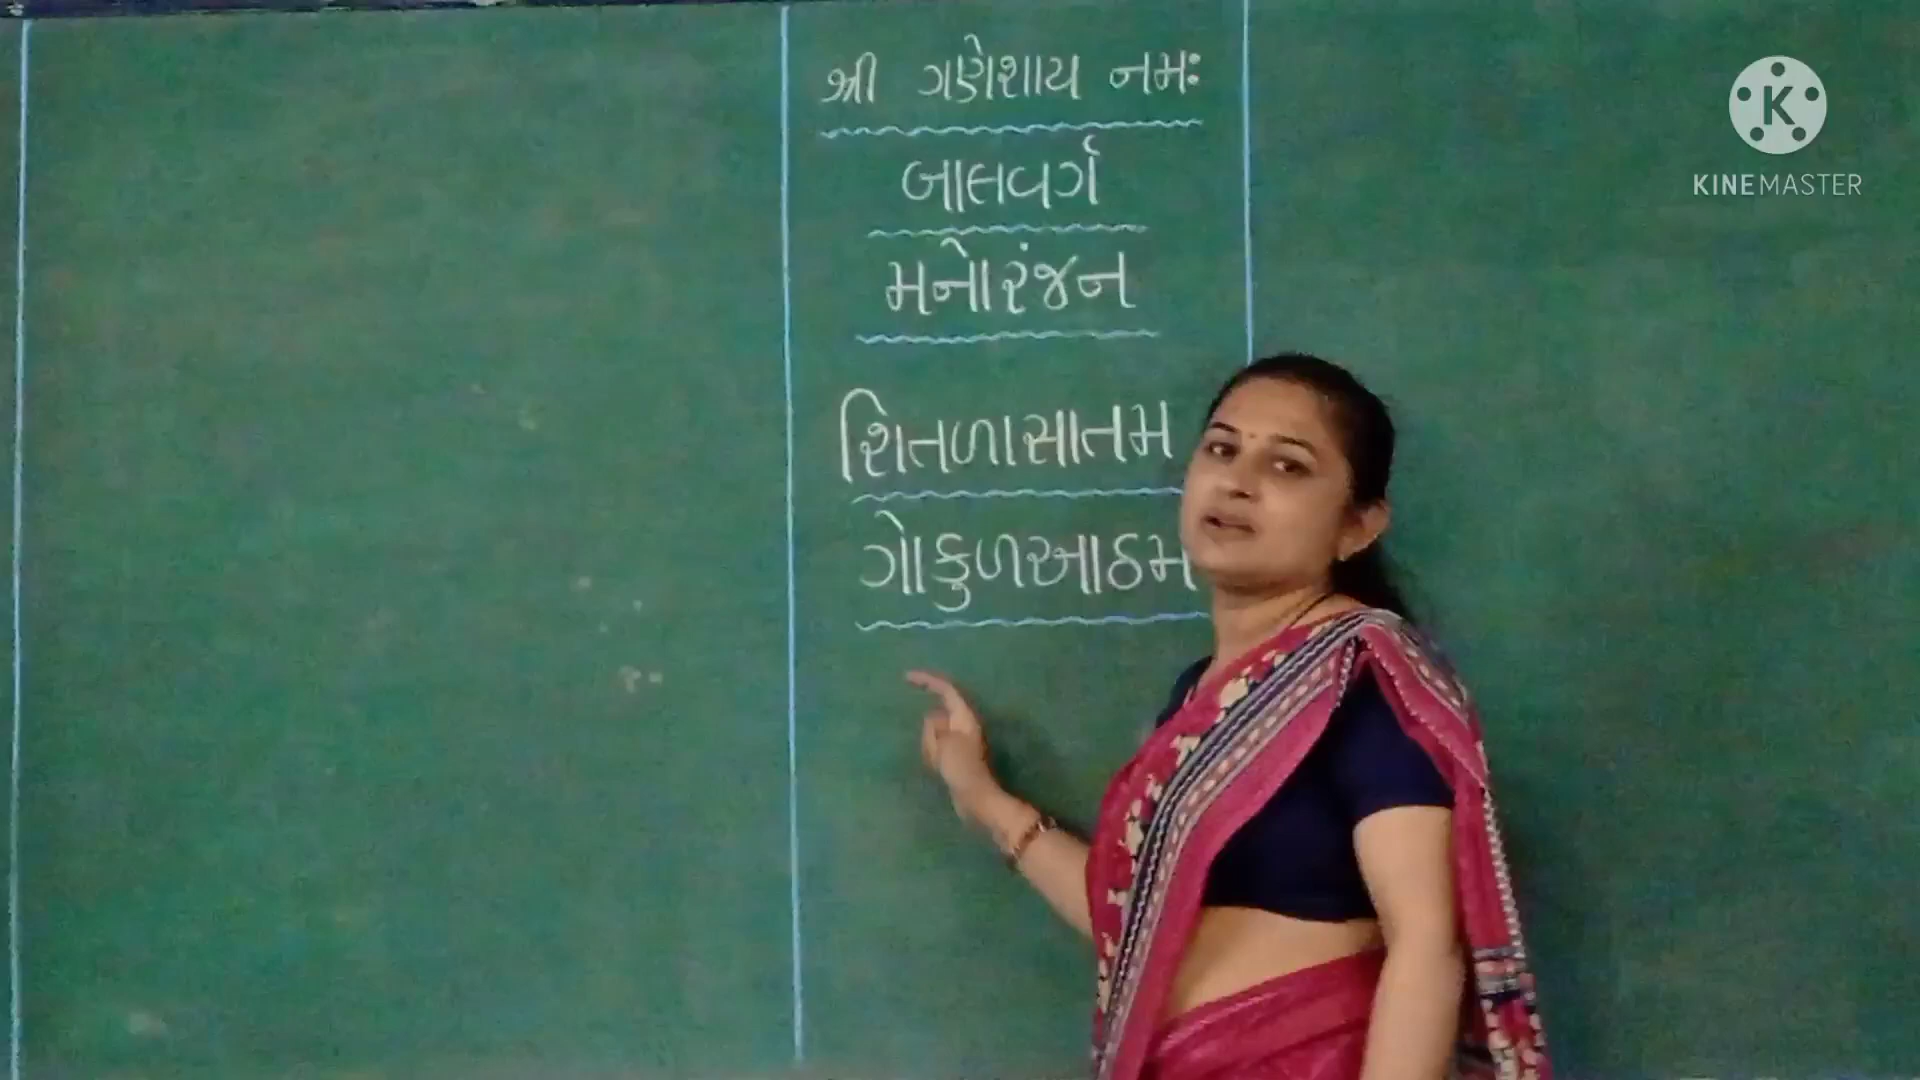 શ્રી ગણેશાય નમઃ
બાલવર્ગ
મનોરંજન
શિતળાસાતમ
ગોકુળઆઠમ
KINEMASTER